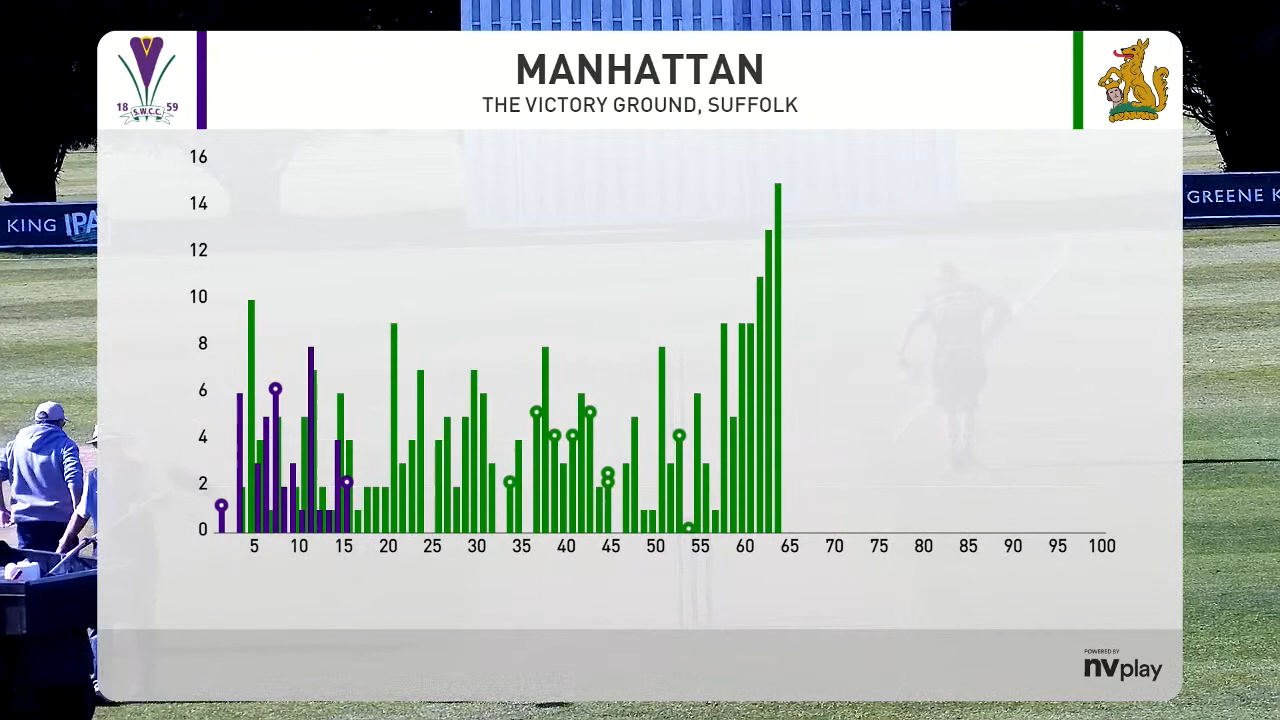 MANHATTAN
THE VICTORY GROUND, SUFFOLK
18 59
S.W.C.C.
KING IPA
GREENE K
16
14
12
10
8
6
4
2
0
5 10 15 20 25 30 35 40 45 50 55 60 65 70 75 80 85 90 95 100
POWERED BY
nvplay